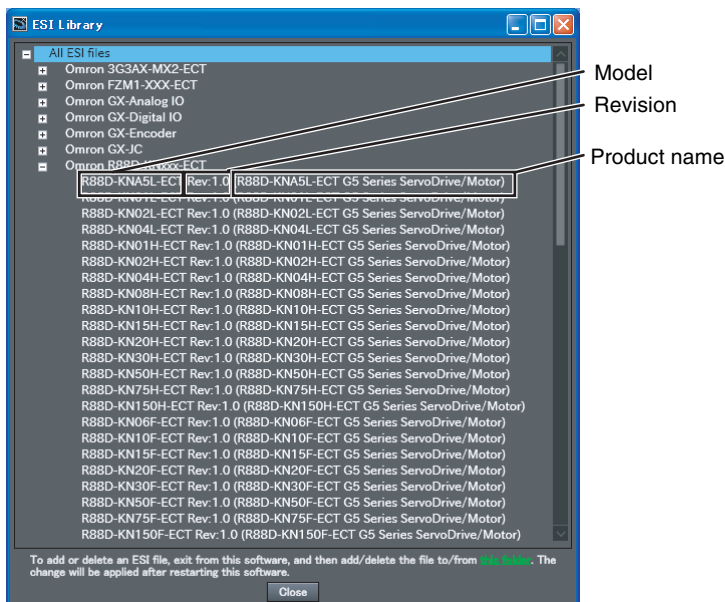 ESI Library
All ESI files
Omron 3G3AX-MX2-ECT
Omron FZM1-XXX-ECT
Omron GX-Analog IO
Omron GX-Digital IO
Omron GX-Encoder
Omron GX-JC
Omron R88D-KNxxx-ECT
R88D-KNA5L-ECT Rev:1.0 (R88D-KNA5L-ECT G5 Series ServoDrive/Motor)
R88D-KN01L-ECT Rev:1.0 (R88D-KN01L-ECT G5 Series ServoDrive/Motor)
R88D-KN02L-ECT Rev:1.0 (R88D-KN02L-ECT G5 Series ServoDrive/Motor)
R88D-KN04L-ECT Rev:1.0 (R88D-KN04L-ECT G5 Series ServoDrive/Motor)
R88D-KN01H-ECT Rev:1.0 (R88D-KN01H-ECT G5 Series ServoDrive/Motor)
R88D-KN02H-ECT Rev:1.0 (R88D-KN02H-ECT G5 Series ServoDrive/Motor)
R88D-KN04H-ECT Rev:1.0 (R88D-KN04H-ECT G5 Series ServoDrive/Motor)
R88D-KN08H-ECT Rev:1.0 (R88D-KN08H-ECT G5 Series ServoDrive/Motor)
R88D-KN10H-ECT Rev:1.0 (R88D-KN10H-ECT G5 Series ServoDrive/Motor)
R88D-KN15H-ECT Rev:1.0 (R88D-KN15H-ECT G5 Series ServoDrive/Motor)
R88D-KN20H-ECT Rev:1.0 (R88D-KN20H-ECT G5 Series ServoDrive/Motor)
R88D-KN30H-ECT Rev:1.0 (R88D-KN30H-ECT G5 Series ServoDrive/Motor)
R88D-KN50H-ECT Rev:1.0 (R88D-KN50H-ECT G5 Series ServoDrive/Motor)
R88D-KN75H-ECT Rev:1.0 (R88D-KN75H-ECT G5 Series ServoDrive/Motor)
R88D-KN150H-ECT Rev:1.0 (R88D-KN150H-ECT G5 Series ServoDrive/Motor)
R88D-KN06F-ECT Rev:1.0 (R88D-KN06F-ECT G5 Series ServoDrive/Motor)
R88D-KN10F-ECT Rev:1.0 (R88D-KN10F-ECT G5 Series ServoDrive/Motor)
R88D-KN15F-ECT Rev:1.0 (R88D-KN15F-ECT G5 Series ServoDrive/Motor)
R88D-KN20F-ECT Rev:1.0 (R88D-KN20F-ECT G5 Series ServoDrive/Motor)
R88D-KN30F-ECT Rev:1.0 (R88D-KN30F-ECT G5 Series ServoDrive/Motor)
R88D-KN50F-ECT Rev:1.0 (R88D-KN50F-ECT G5 Series ServoDrive/Motor)
R88D-KN75F-ECT Rev:1.0 (R88D-KN75F-ECT G5 Series ServoDrive/Motor)
R88D-KN150F-ECT Rev:1.0 (R88D-KN150F-ECT G5 Series ServoDrive/Motor)
To add or delete an ESI file, exit from this software, and then add/delete the file to/from this folder. The
change will be applied after restarting this software.
Close
Model
Revision
Product name